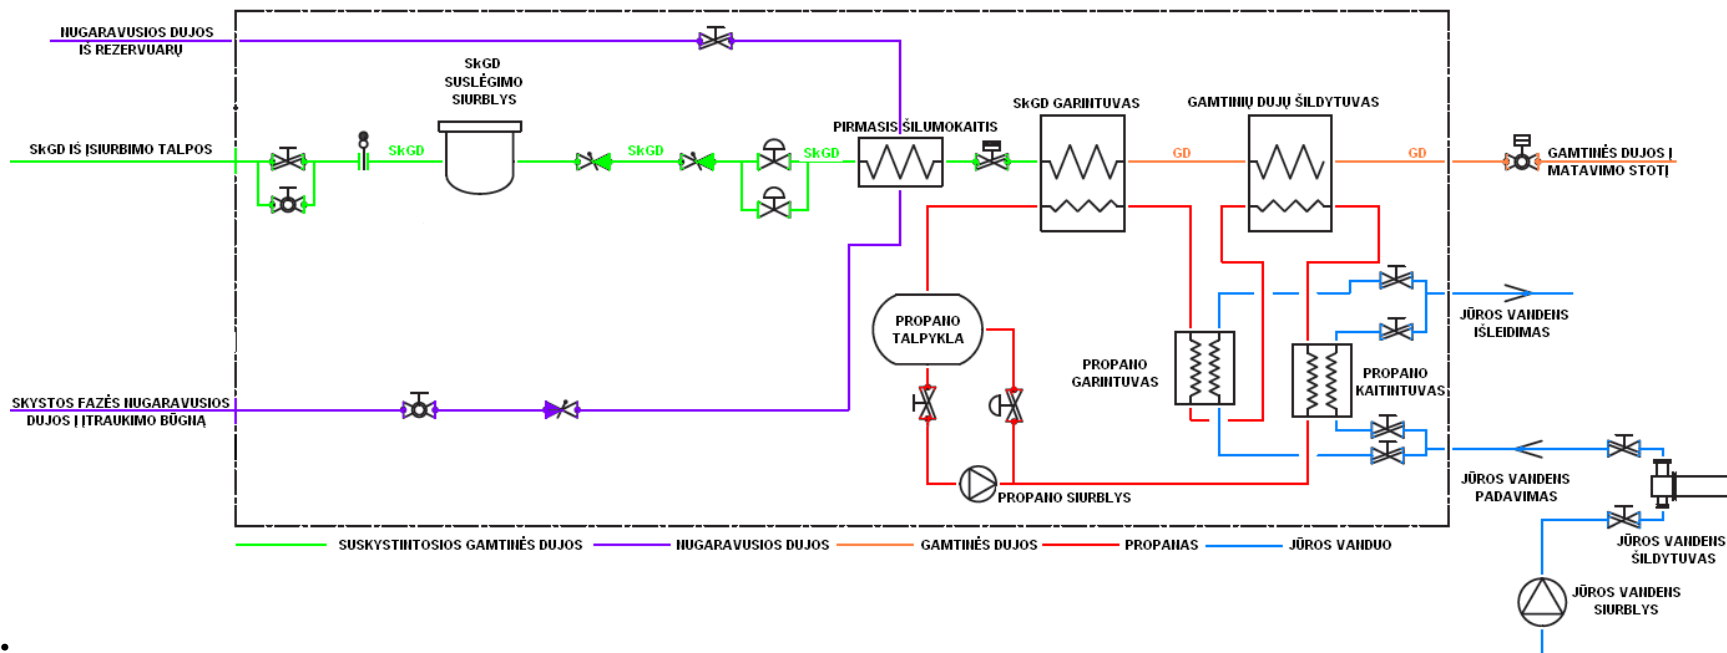 NUGARAVUSIOS DUJOS
IŠ REZERVUARŲ
SkGD
SUSLĖGIMO
SIURBLYS
SkGD IŠ ĮSIURBIMO TALPOS
SkGD
SkGD
SkGD
PIRMASIS ŠILUMOKAITIS
SkGD GARINTUVAS
GAMTINIŲ DUJŲ ŠILDYTUVAS
GD
GD
GAMTINĖS DUJOS Į
MATAVIMO STOTĮ
PROPANO
TALPYKLA
PROPANO
GARINTUVAS
PROPANO
KAITINTUVAS
JŪROS VANDENS
IŠLEIDIMAS
SKYSTOS FAZĖS NUGARAVUSIOS
DUJOS Į ĮTRAUKIMO BŪGNĄ
PROPANO SIURBLYS
JŪROS VANDENS
PADAVIMAS
JŪROS VANDENS
ŠILDYTUVAS
JŪROS VANDENS
SIURBLYS
SUSKYSTINTOSIOS GAMTINĖS DUJOS
NUGARAVUSIOS DUJOS
GAMTINĖS DUJOS
PROPANAS
JŪROS VANDUO